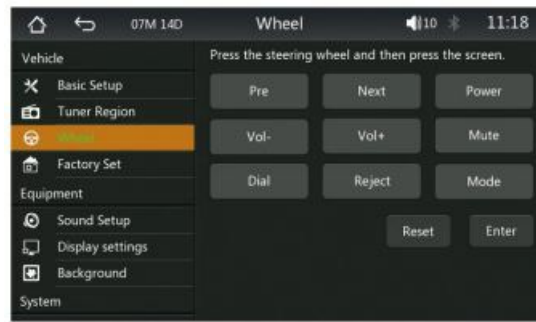 07M 14D Wheel 10 11:18
Vehicle
Basic Setup
Tuner Region
Wheel
Factory Set
Equipment
Sound Setup
Display settings
Background
System
Press the steering wheel and then press the screen.
Pre Next Power
Vol- Vol+ Mute
Dial Reject Mode
Reset Enter